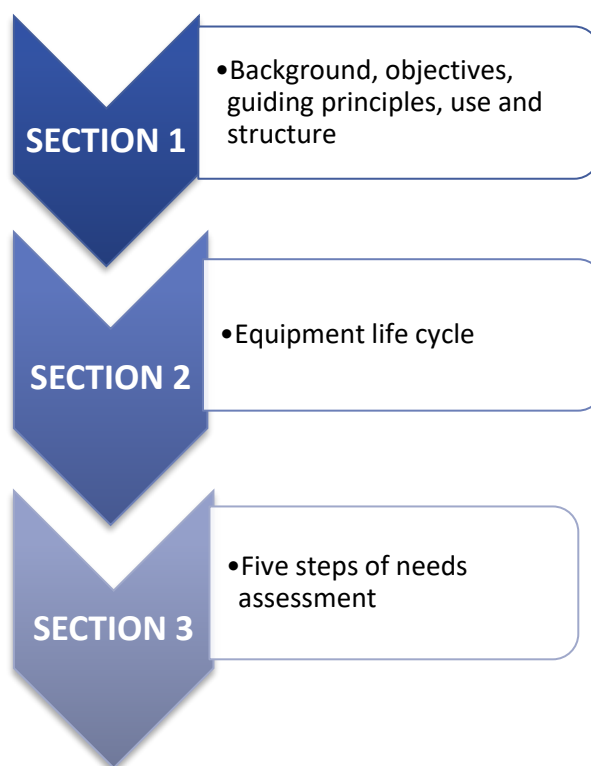 SECTION 1
•Background, objectives,
guiding principles, use and
structure
SECTION 2
•Equipment life cycle
SECTION 3
•Five steps of needs
assessment